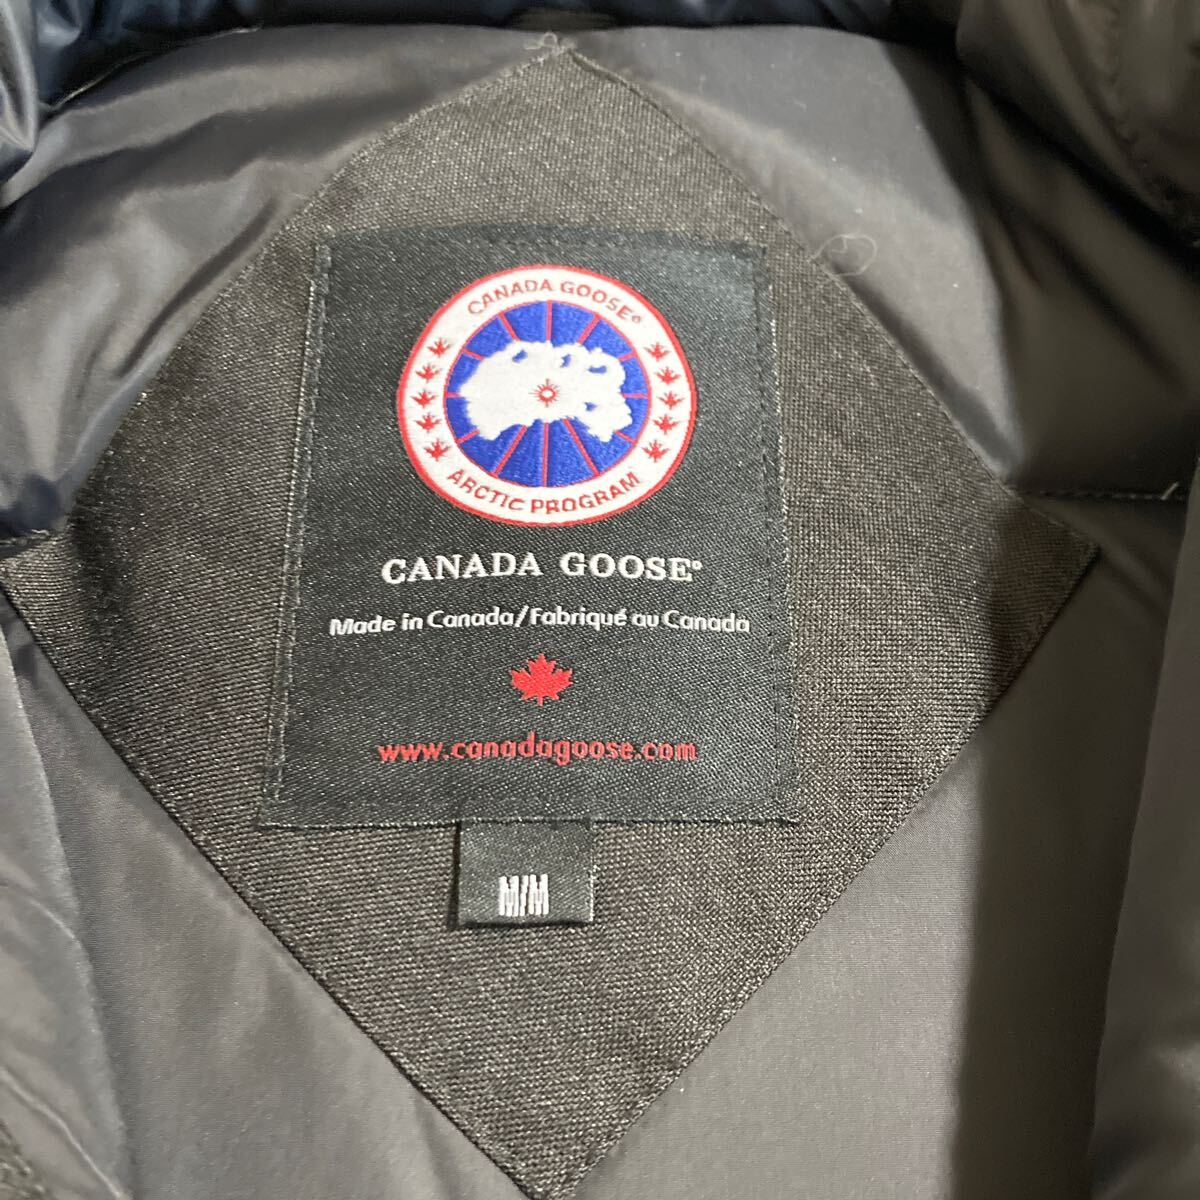 CANADA GOOSE®
ARCTIC PROGRAM
CANADA GOOSE®
Made in Canada/Fabriqué au Canada
www.canadagoose.com
M/M